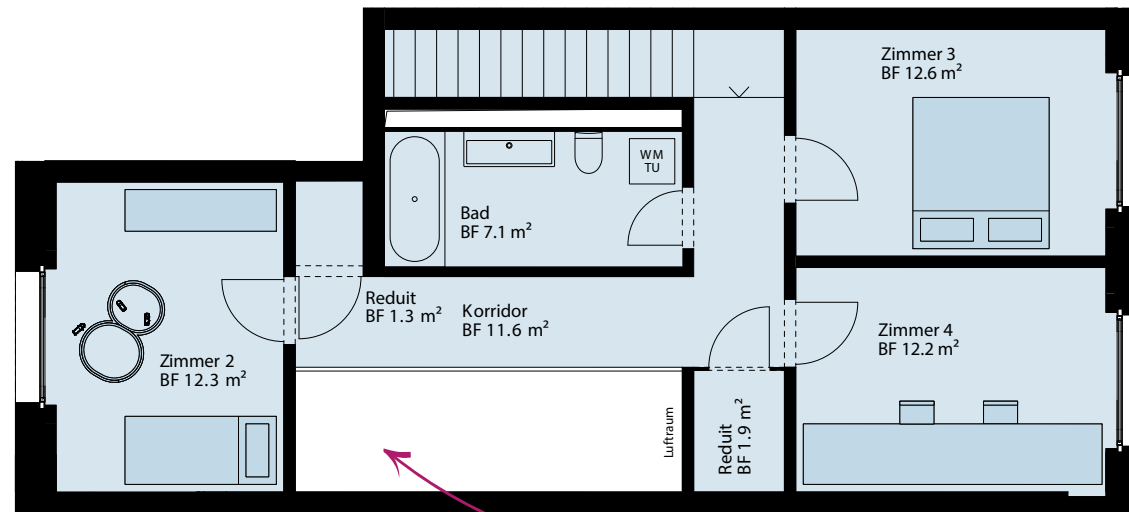 Zimmer 3
BF 12.6 m²
WM
TU
Bad
BF 7.1 m²
Reduit
BF 1.3 m²
Korridor
BF 11.6 m²
Zimmer 2
BF 12.3 m²
Zimmer 4
BF 12.2 m²
Luftraum
Reduit
BF 1.9 m²